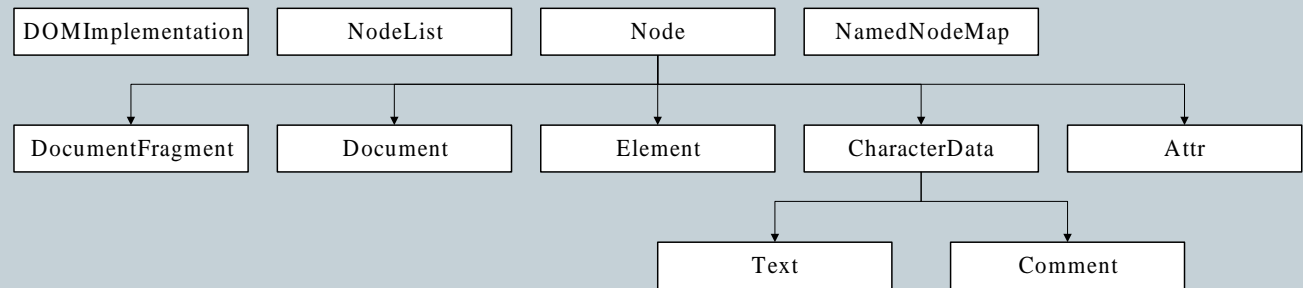 DOMImplementation
NodeList
Node
NamedNodeMap
DocumentFragment
Document
Element
CharacterData
Attr
Text
Comment